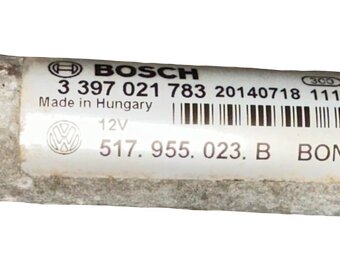 BOSCH
3 397 021 783 20140718 111
Made in Hungary
12V
517. 955. 023. B BON